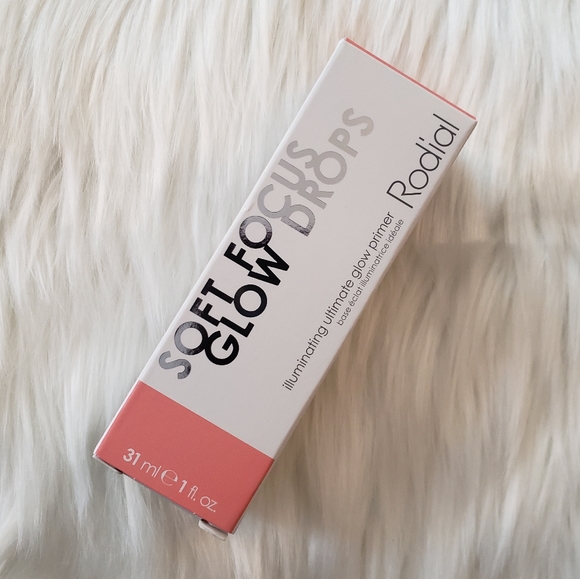 SOFT FOCUS
GLOW DROPS
illuminating ultimate glow primer
base éclat illuminatrice idéale
Rodial
31 ml ℮ 1 fl. oz.